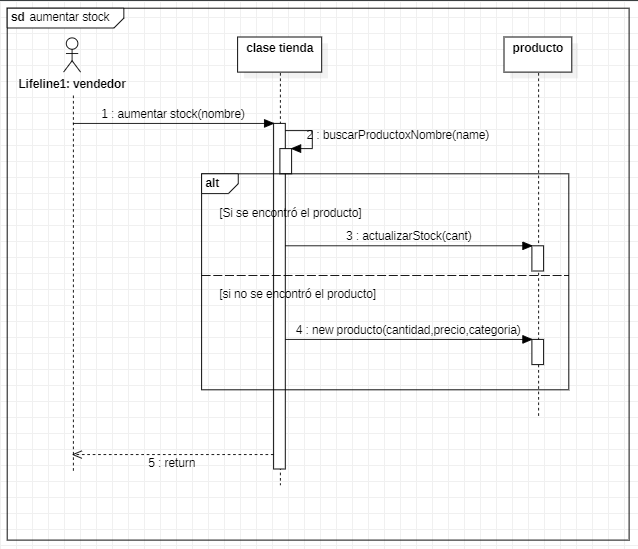 sd aumentar stock
Lifeline1: vendedor
clase tienda
producto
1 : aumentar stock(nombre)
2 : buscarProductoxNombre(name)
alt
[Si se encontró el producto]
3 : actualizarStock(cant)
[si no se encontró el producto]
4 : new producto(cantidad,precio,categoria)
5 : return